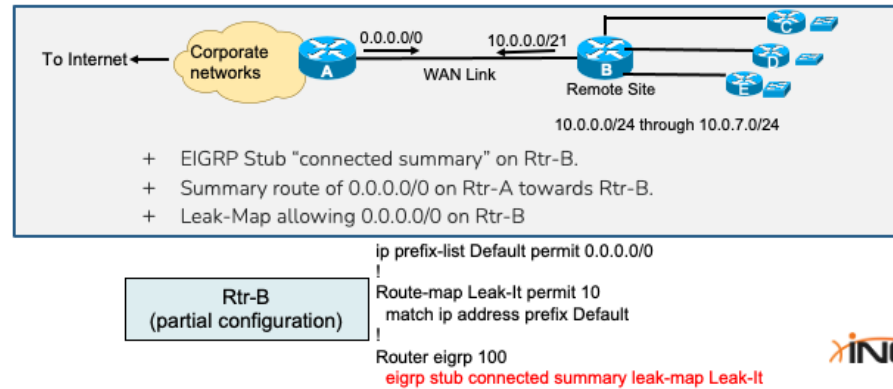 0.0.0.0/0
10.0.0.0/21
To Internet
Corporate
networks
A
WAN Link
B
Remote Site
C
D
E
10.0.0.0/24 through 10.0.7.0/24
+ EIGRP Stub “connected summary” on Rtr-B.
+ Summary route of 0.0.0.0/0 on Rtr-A towards Rtr-B.
+ Leak-Map allowing 0.0.0.0/0 on Rtr-B
Rtr-B
(partial configuration)
ip prefix-list Default permit 0.0.0.0/0
!
Route-map Leak-It permit 10
match ip address prefix Default
!
Router eigrp 100
eigrp stub connected summary leak-map Leak-It